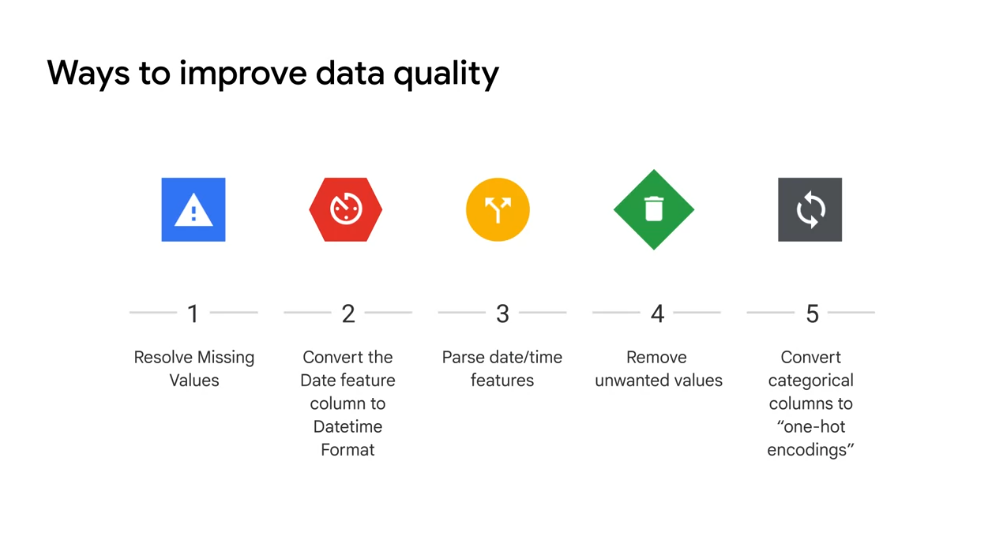 Ways to improve data quality
1
Resolve Missing
Values
2
Convert the
Date feature
column to
Datetime
Format
3
Parse date/time
features
4
Remove
unwanted values
5
Convert
categorical
columns to
“one-hot
encodings”